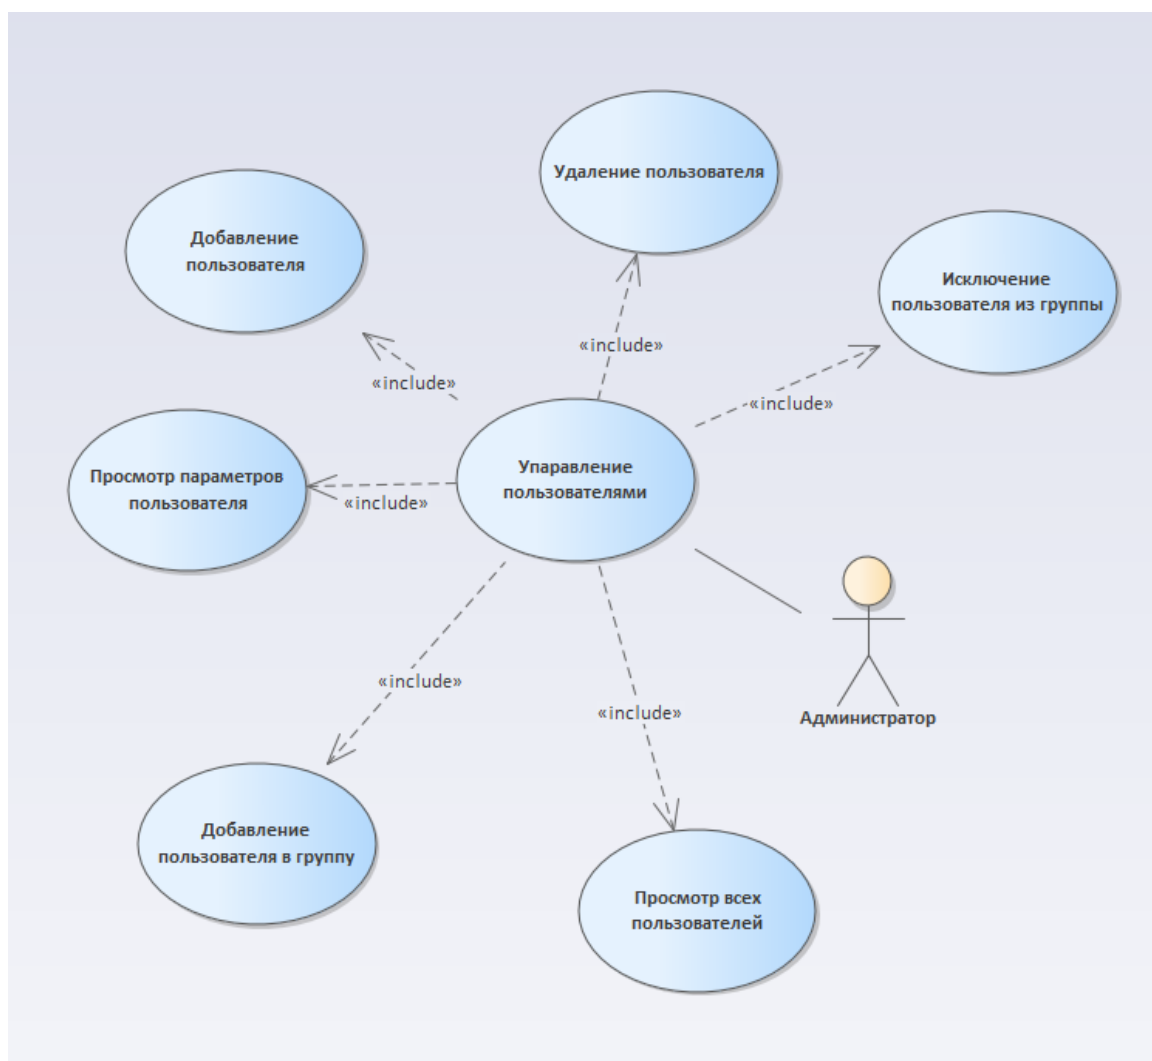 Удаление пользователя
Добавление
пользователя
Исключение
пользователя из группы
«include»
«include»
«include»
Просмотр параметров
пользователя
«include»
Упаравление
пользователями
«include»
«include»
Администратор
Добавление
пользователя в группу
Просмотр всех
пользователей